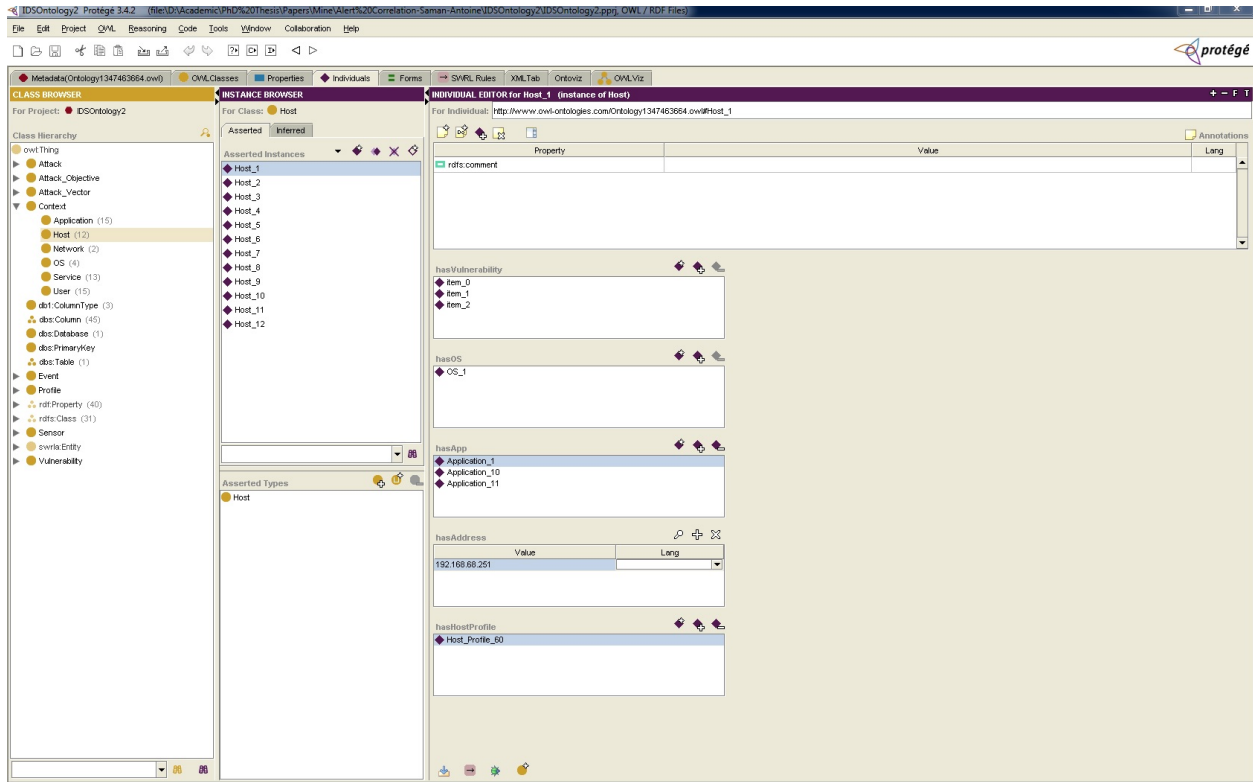 IDSOntology2 Protégé 3.4.2 (file:\D:\Academic\PhD%20Thesis\Papers\Mine\Alert%20Correlation-Saman-Antoine\IDSOntology2\IDSOntology2.pprj, OWL / RDF Files)
File Edit Project OWL Reasoning Code Tools Window Collaboration Help
protégé
Metadata(Ontology1347463664.owl) OWLClasses Properties Individuals Forms SWRL Rules XMLTab Ontoviz OWLViz
CLASS BROWSER
For Project: IDSOntology2
Class Hierarchy
owl:Thing
Attack
Attack_Objective
Attack_Vector
Context
Application (15)
Host (12)
Network (2)
OS (4)
Service (13)
User (15)
db1:ColumnType (3)
dbs:Column (45)
dbs:Database (1)
dbs:PrimaryKey
dbs:Table (1)
Event
Profile
rdf:Property (40)
rdfs:Class (31)
Sensor
swrla:Entity
Vulnerability
INSTANCE BROWSER
For Class: Host
Asserted Inferred
Asserted Instances
Host_1
Host_2
Host_3
Host_4
Host_5
Host_6
Host_7
Host_8
Host_9
Host_10
Host_11
Host_12
Asserted Types
Host
INDIVIDUAL EDITOR for Host_1 (instance of Host)
+ − F T
For Individual: http://www.owl-ontologies.com/Ontology1347463664.owl#Host_1
Annotations
Property Value Lang
rdfs:comment
hasVulnerability
item_0
item_1
item_2
hasOS
OS_1
hasApp
Application_1
Application_10
Application_11
hasAddress
Value Lang
192.168.68.251
hasHostProfile
Host_Profile_60